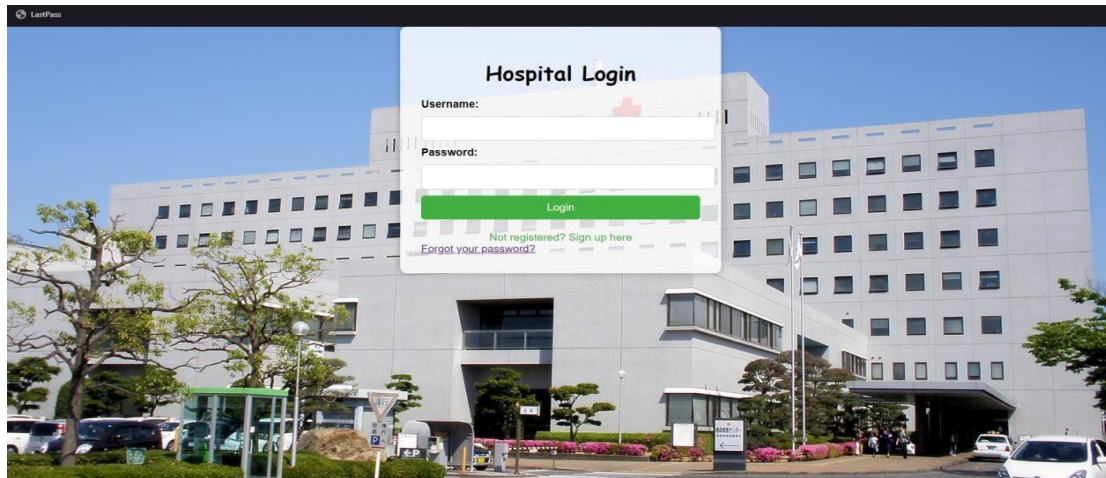 LastPass
Hospital Login
Username:
Password:
Login
Not registered? Sign up here
Forgot your password?
P
P